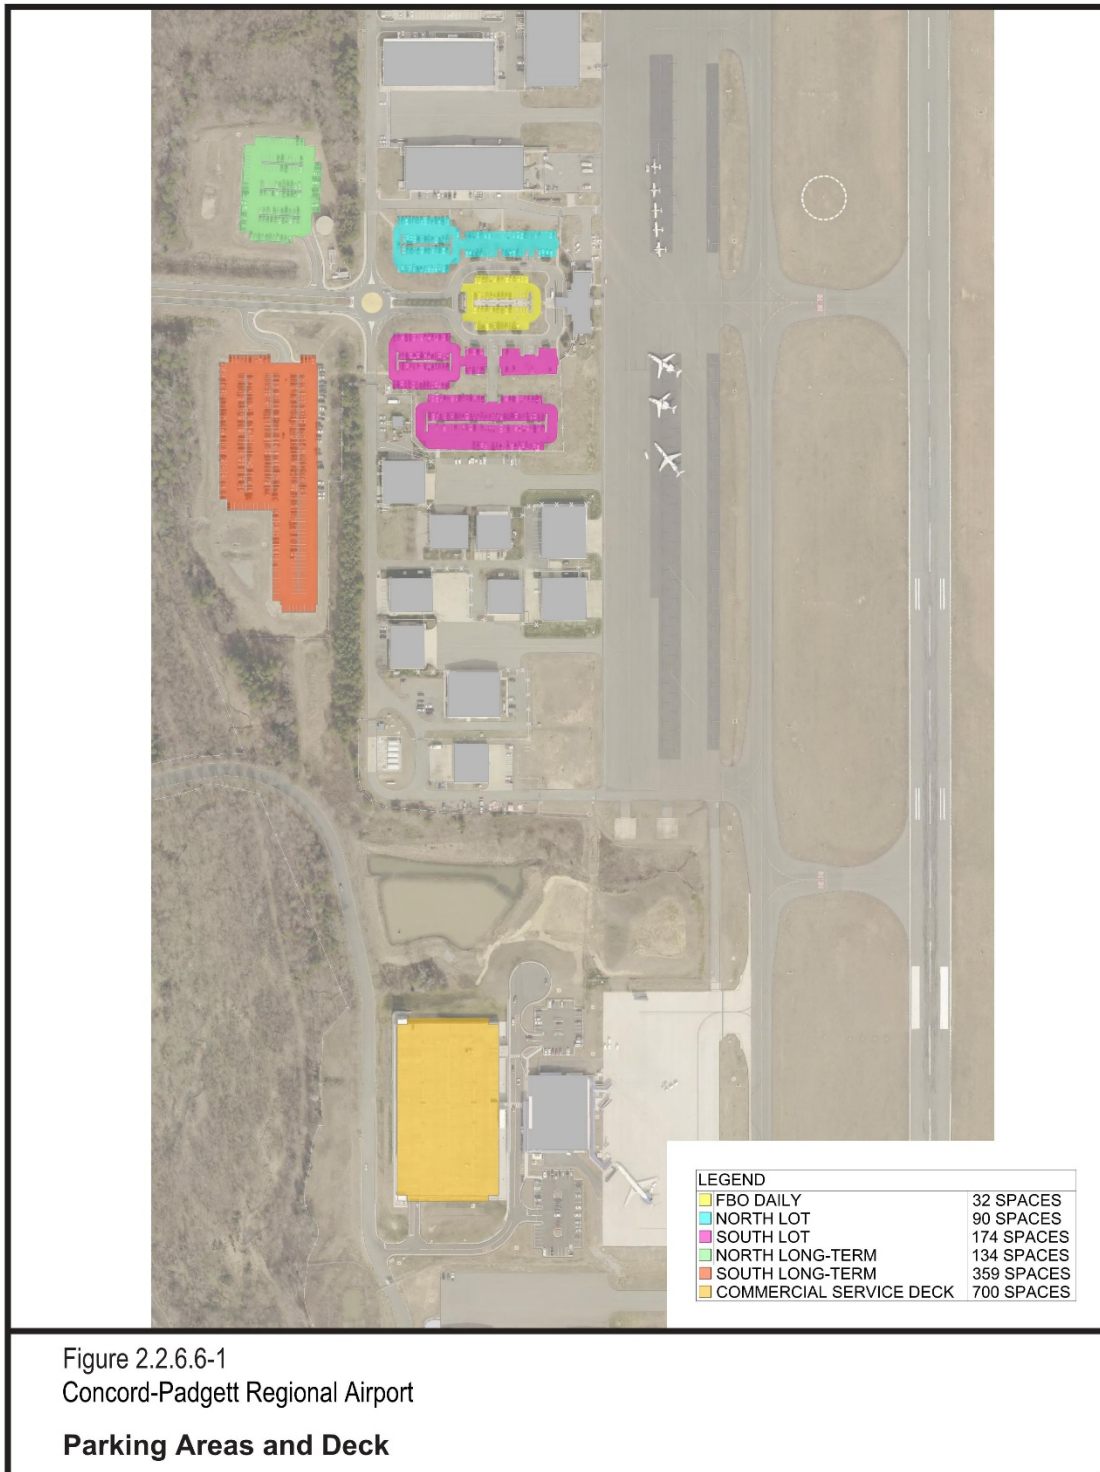 LEGEND
FBO DAILY 32 SPACES
NORTH LOT 90 SPACES
SOUTH LOT 174 SPACES
NORTH LONG-TERM 134 SPACES
SOUTH LONG-TERM 359 SPACES
COMMERCIAL SERVICE DECK 700 SPACES
Figure 2.2.6.6-1
Concord-Padgett Regional Airport
Parking Areas and Deck